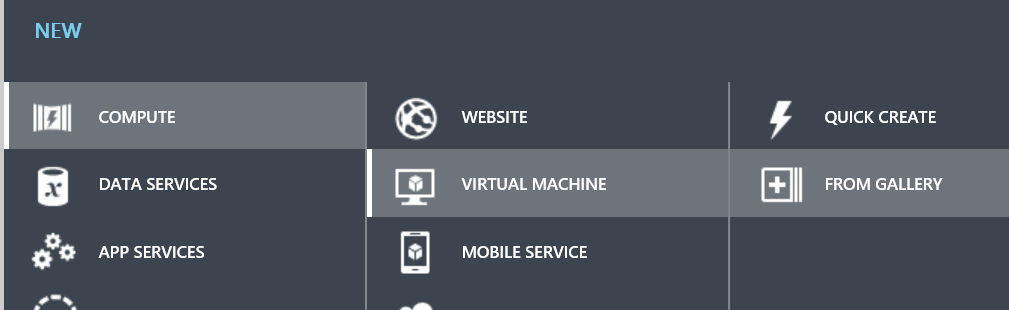 NEW
COMPUTE
DATA SERVICES
APP SERVICES
WEBSITE
VIRTUAL MACHINE
MOBILE SERVICE
QUICK CREATE
FROM GALLERY